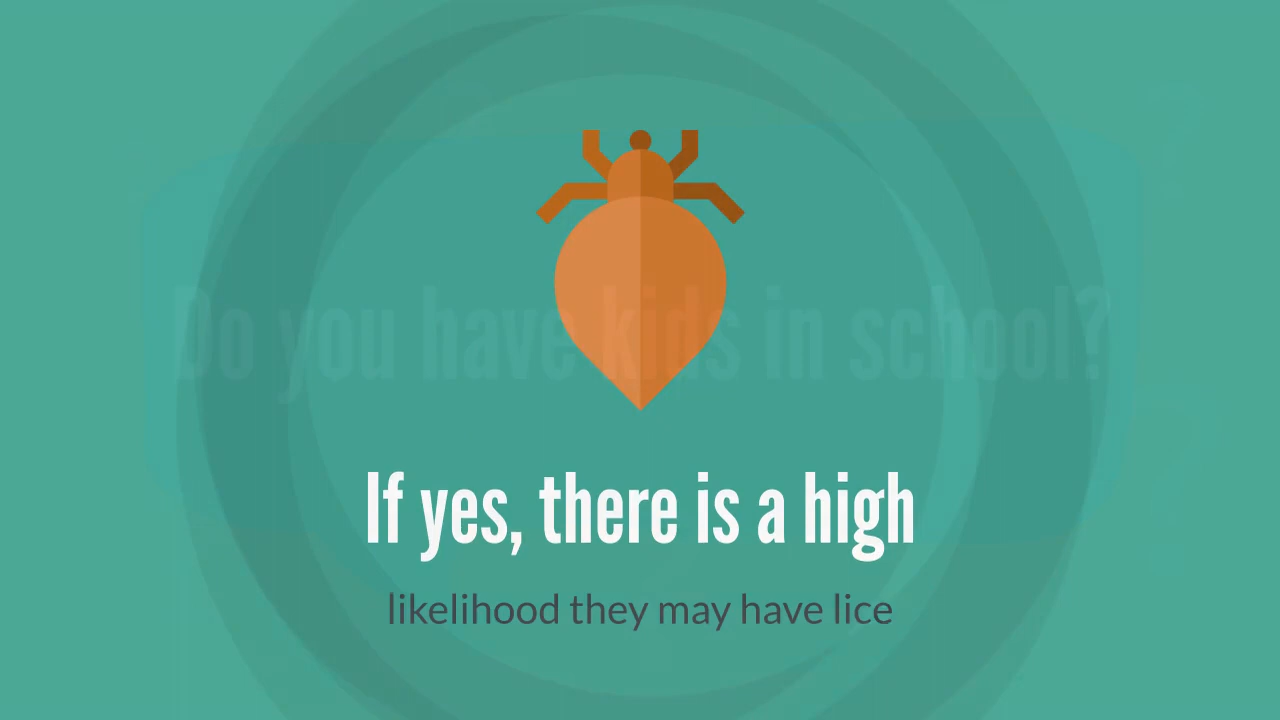 Do you have kids in school?
If yes, there is a high
likelihood they may have lice